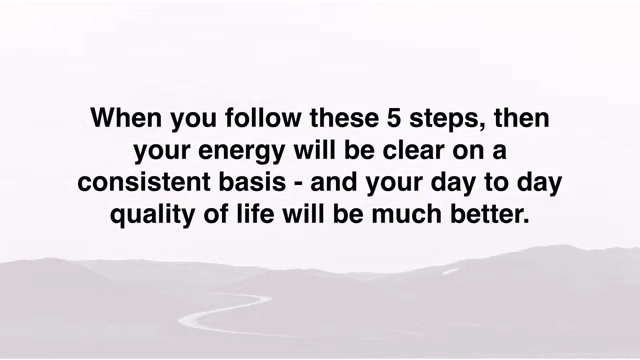 When you follow these 5 steps, then
your energy will be clear on a
consistent basis - and your day to day
quality of life will be much better.